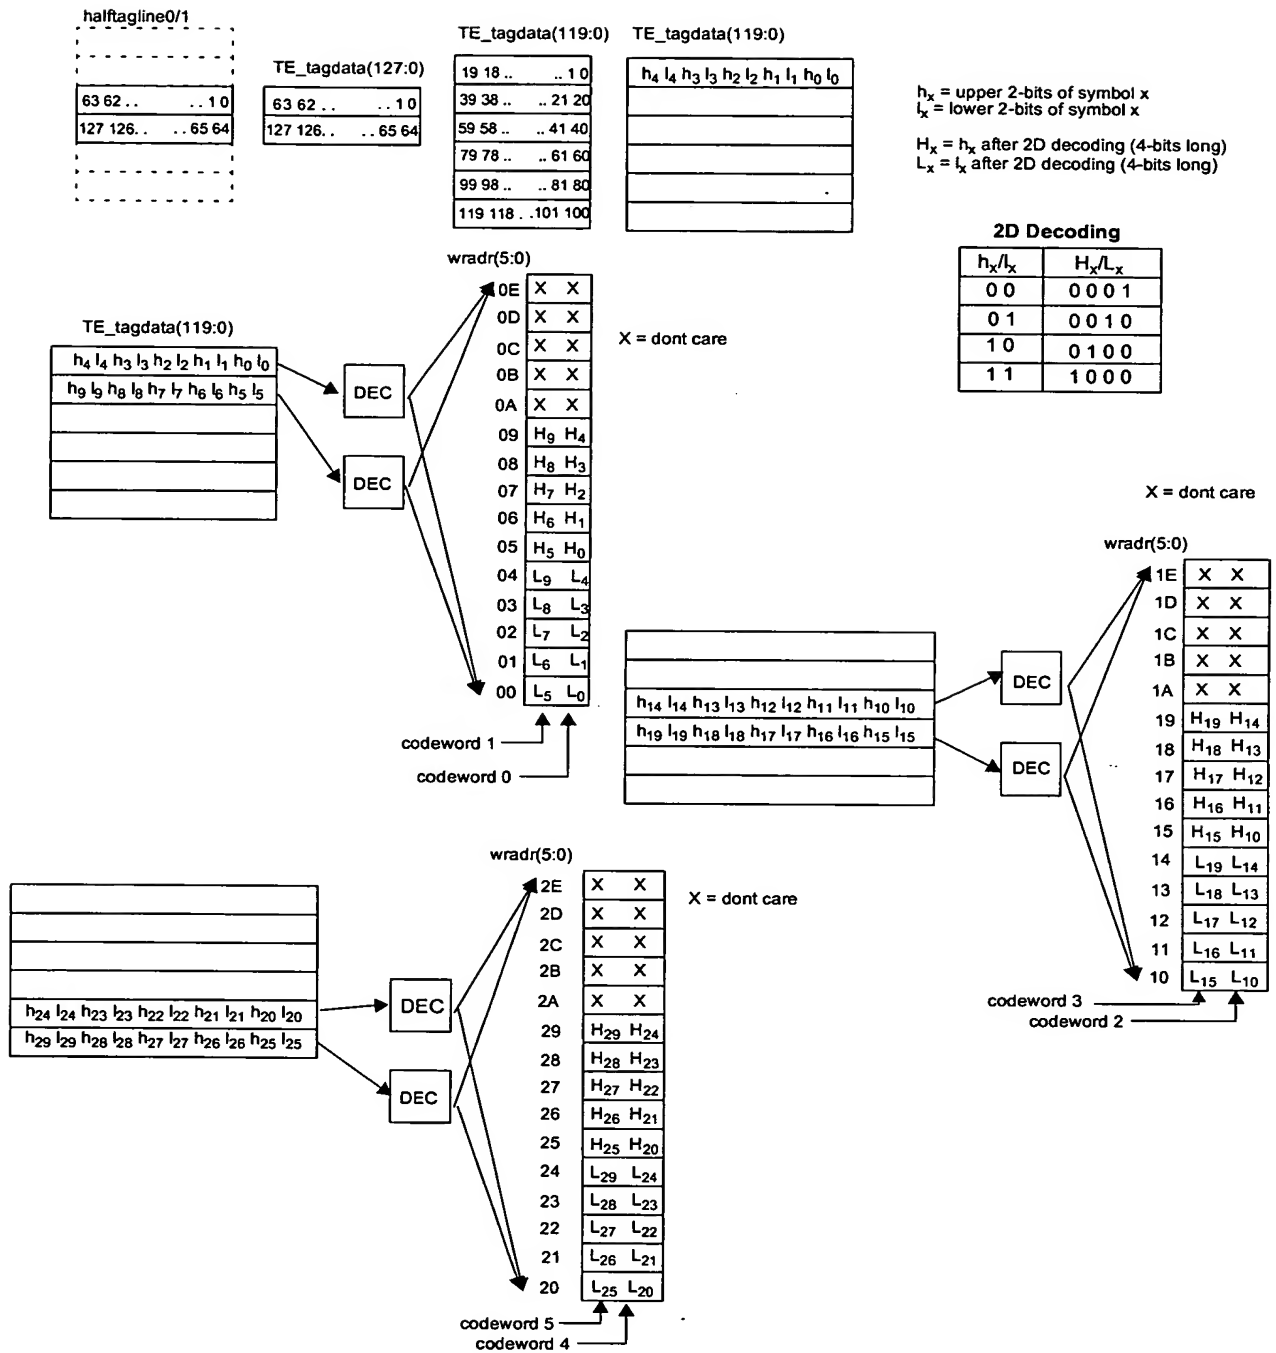 halftagline0/1
63 62 . . . . 1 0
127 126. . . . 65 64
TE_tagdata(127:0)
63 62 . . . . 1 0
127 126. . . . 65 64
TE_tagdata(119:0)
19 18 .. .. 1 0
39 38 .. .. 21 20
59 58 .. .. 41 40
79 78 .. .. 61 60
99 98 .. .. 81 80
119 118 . . 101 100
TE_tagdata(119:0)
h4 l4 h3 l3 h2 l2 h1 l1 h0 l0
hx = upper 2-bits of symbol x
lx = lower 2-bits of symbol x
Hx = hx after 2D decoding (4-bits long)
Lx = lx after 2D decoding (4-bits long)
2D Decoding
hx/lx Hx/Lx
0 0 0 0 0 1
0 1 0 0 1 0
1 0 0 1 0 0
1 1 1 0 0 0
TE_tagdata(119:0)
h4 l4 h3 l3 h2 l2 h1 l1 h0 l0
h9 l9 h8 l8 h7 l7 h6 l6 h5 l5
DEC
DEC
wradr(5:0)
0E X X
0D X X
0C X X
0B X X
0A X X
09 H9 H4
08 H8 H3
07 H7 H2
06 H6 H1
05 H5 H0
04 L9 L4
03 L8 L3
02 L7 L2
01 L6 L1
00 L5 L0
X = dont care
codeword 1
codeword 0
h14 l14 h13 l13 h12 l12 h11 l11 h10 l10
h19 l19 h18 l18 h17 l17 h16 l16 h15 l15
DEC
DEC
X = dont care
wradr(5:0)
1E X X
1D X X
1C X X
1B X X
1A X X
19 H19 H14
18 H18 H13
17 H17 H12
16 H16 H11
15 H15 H10
14 L19 L14
13 L18 L13
12 L17 L12
11 L16 L11
10 L15 L10
codeword 3
codeword 2
h24 l24 h23 l23 h22 l22 h21 l21 h20 l20
h29 l29 h28 l28 h27 l27 h26 l26 h25 l25
DEC
DEC
wradr(5:0)
2E X X
2D X X
2C X X
2B X X
2A X X
29 H29 H24
28 H28 H23
27 H27 H22
26 H26 H21
25 H25 H20
24 L29 L24
23 L28 L23
22 L27 L22
21 L26 L21
20 L25 L20
X = dont care
codeword 5
codeword 4